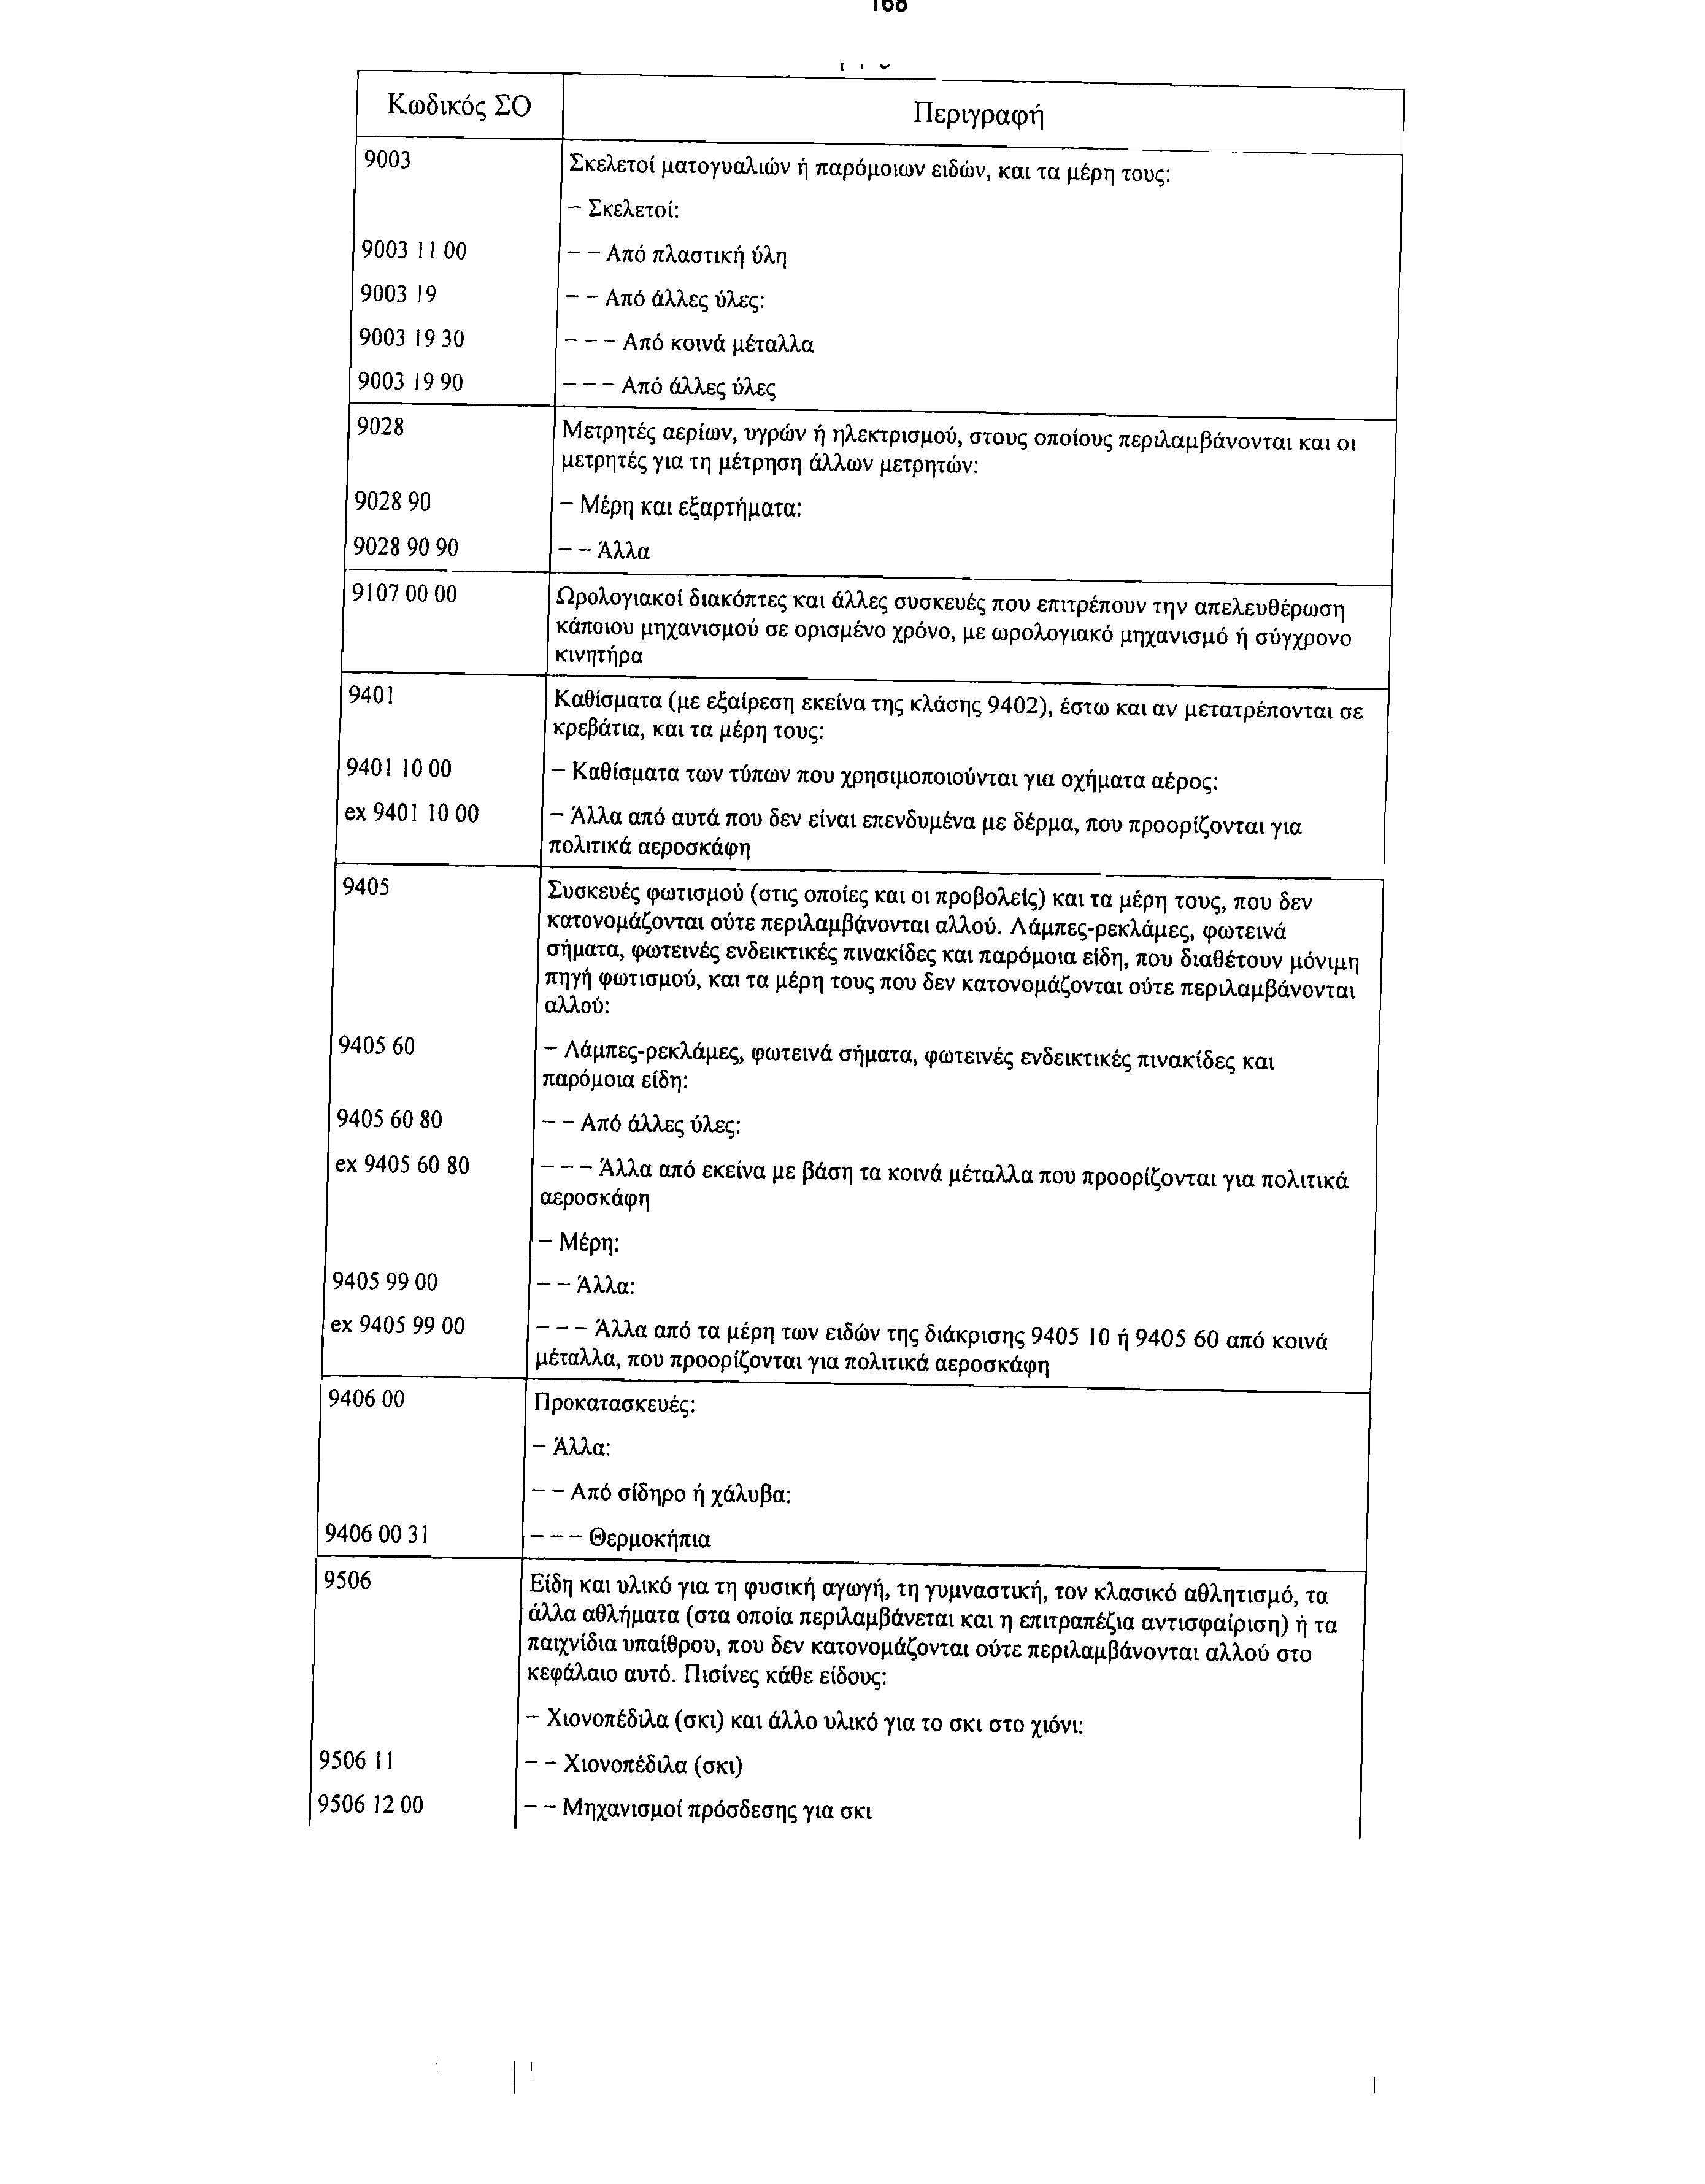 168
Κωδικός ΣΟ Περιγραφή
9003 Σκελετοί ματογυαλιών ή παρόμοιων ειδών, και τα μέρη τους:
– Σκελετοί:
9003 11 00 – – Από πλαστική ύλη
9003 19 – – Από άλλες ύλες:
9003 19 30 – – – Από κοινά μέταλλα
9003 19 90 – – – Από άλλες ύλες
9028 Μετρητές αερίων, υγρών ή ηλεκτρισμού, στους οποίους περιλαμβάνονται και οι
μετρητές για τη μέτρηση άλλων μετρητών:
9028 90 – Μέρη και εξαρτήματα:
9028 90 90 – – Άλλα
9107 00 00 Ωρολογιακοί διακόπτες και άλλες συσκευές που επιτρέπουν την απελευθέρωση
κάποιου μηχανισμού σε ορισμένο χρόνο, με ωρολογιακό μηχανισμό ή σύγχρονο
κινητήρα
9401 Καθίσματα (με εξαίρεση εκείνα της κλάσης 9402), έστω και αν μετατρέπονται σε
κρεβάτια, και τα μέρη τους:
9401 10 00 – Καθίσματα των τύπων που χρησιμοποιούνται για οχήματα αέρος:
ex 9401 10 00 – Άλλα από αυτά που δεν είναι επενδυμένα με δέρμα, που προορίζονται για
πολιτικά αεροσκάφη
9405 Συσκευές φωτισμού (στις οποίες και οι προβολείς) και τα μέρη τους, που δεν
κατονομάζονται ούτε περιλαμβάνονται αλλού. Λάμπες-ρεκλάμες, φωτεινά
σήματα, φωτεινές ενδεικτικές πινακίδες και παρόμοια είδη, που διαθέτουν μόνιμη
πηγή φωτισμού, και τα μέρη τους που δεν κατονομάζονται ούτε περιλαμβάνονται
αλλού:
9405 60 – Λάμπες-ρεκλάμες, φωτεινά σήματα, φωτεινές ενδεικτικές πινακίδες και
παρόμοια είδη:
9405 60 80 – – Από άλλες ύλες:
ex 9405 60 80 – – – Άλλα από εκείνα με βάση τα κοινά μέταλλα που προορίζονται για πολιτικά
αεροσκάφη
– Μέρη:
9405 99 00 – – Άλλα:
ex 9405 99 00 – – – Άλλα από τα μέρη των ειδών της διάκρισης 9405 10 ή 9405 60 από κοινά
μέταλλα, που προορίζονται για πολιτικά αεροσκάφη
9406 00 Προκατασκευές:
– Άλλα:
– – Από σίδηρο ή χάλυβα:
9406 00 31 – – – Θερμοκήπια
9506 Είδη και υλικό για τη φυσική αγωγή, τη γυμναστική, τον κλασικό αθλητισμό, τα
άλλα αθλήματα (στα οποία περιλαμβάνεται και η επιτραπέζια αντισφαίριση) ή τα
παιχνίδια υπαίθρου, που δεν κατονομάζονται ούτε περιλαμβάνονται αλλού στο
κεφάλαιο αυτό. Πισίνες κάθε είδους:
– Χιονοπέδιλα (σκι) και άλλο υλικό για το σκι στο χιόνι:
9506 11 – – Χιονοπέδιλα (σκι)
9506 12 00 – – Μηχανισμοί πρόσδεσης για σκι